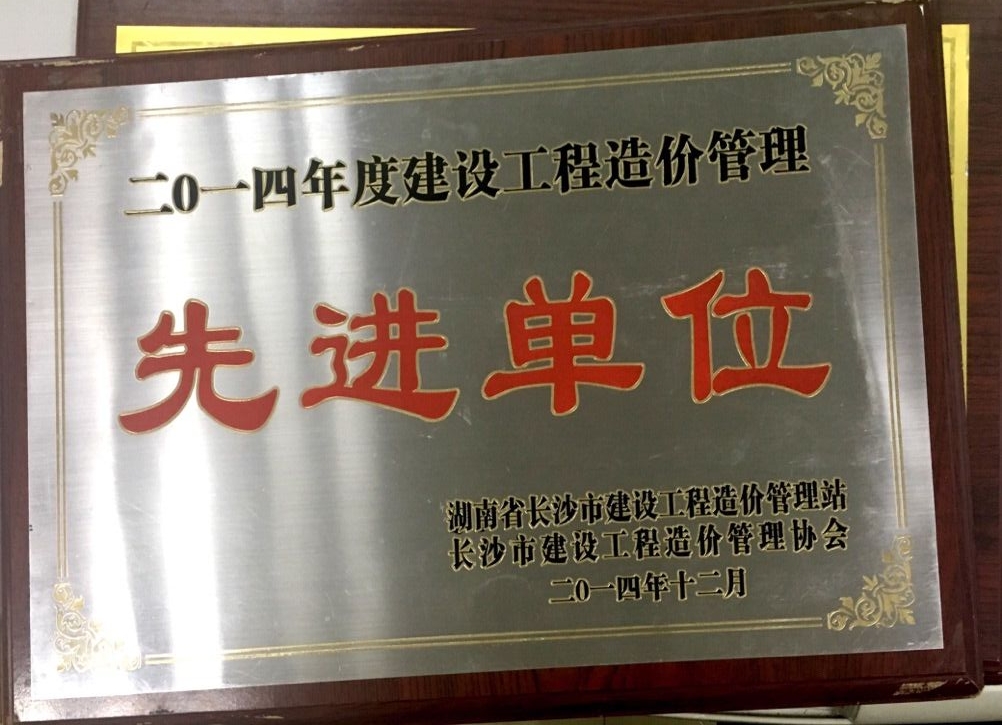 二0一四年度建设工程造价管理
先进单位
湖南省长沙市建设工程造价管理站
长沙市建设工程造价管理协会
二0一四年十二月